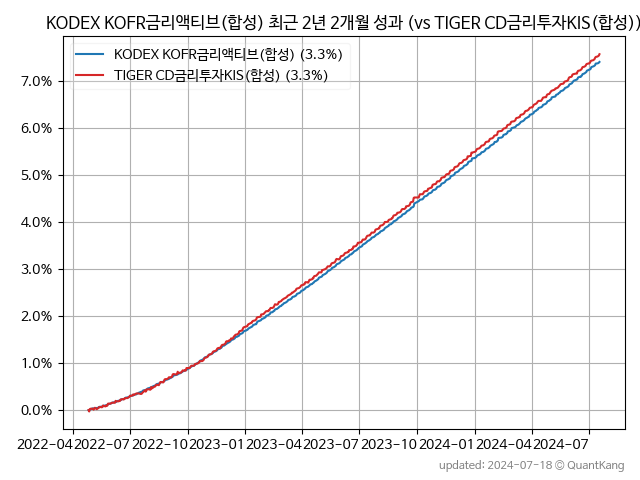 KODEX KOFR금리액티브(합성) 최근 2년 2개월 성과 (vs TIGER CD금리투자KIS(합성))
KODEX KOFR금리액티브(합성) (3.3%)
TIGER CD금리투자KIS(합성) (3.3%)
7.0%
6.0%
5.0%
4.0%
3.0%
2.0%
1.0%
0.0%
2022-04 2022-07 2022-10 2023-01 2023-04 2023-07 2023-10 2024-01 2024-04 2024-07
updated: 2024-07-18 © QuantKang